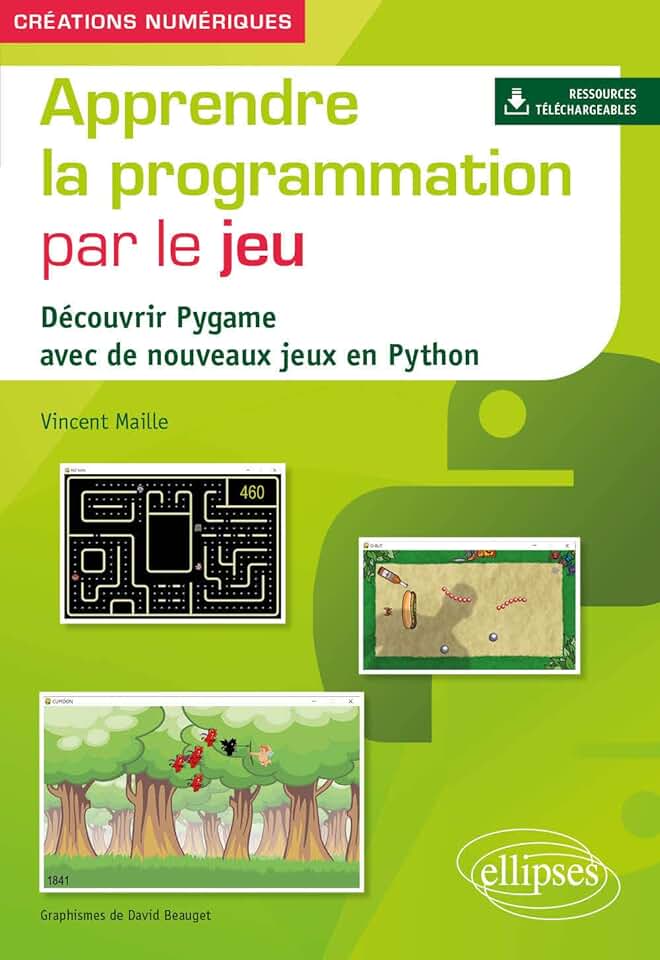 CRÉATIONS NUMÉRIQUES
Apprendre
la programmation
par le jeu
RESSOURCES
TÉLÉCHARGEABLES
Découvrir Pygame
avec de nouveaux jeux en Python
Vincent Maille
460
CUPIDON
1841
Graphismes de David Beauget
ellipses